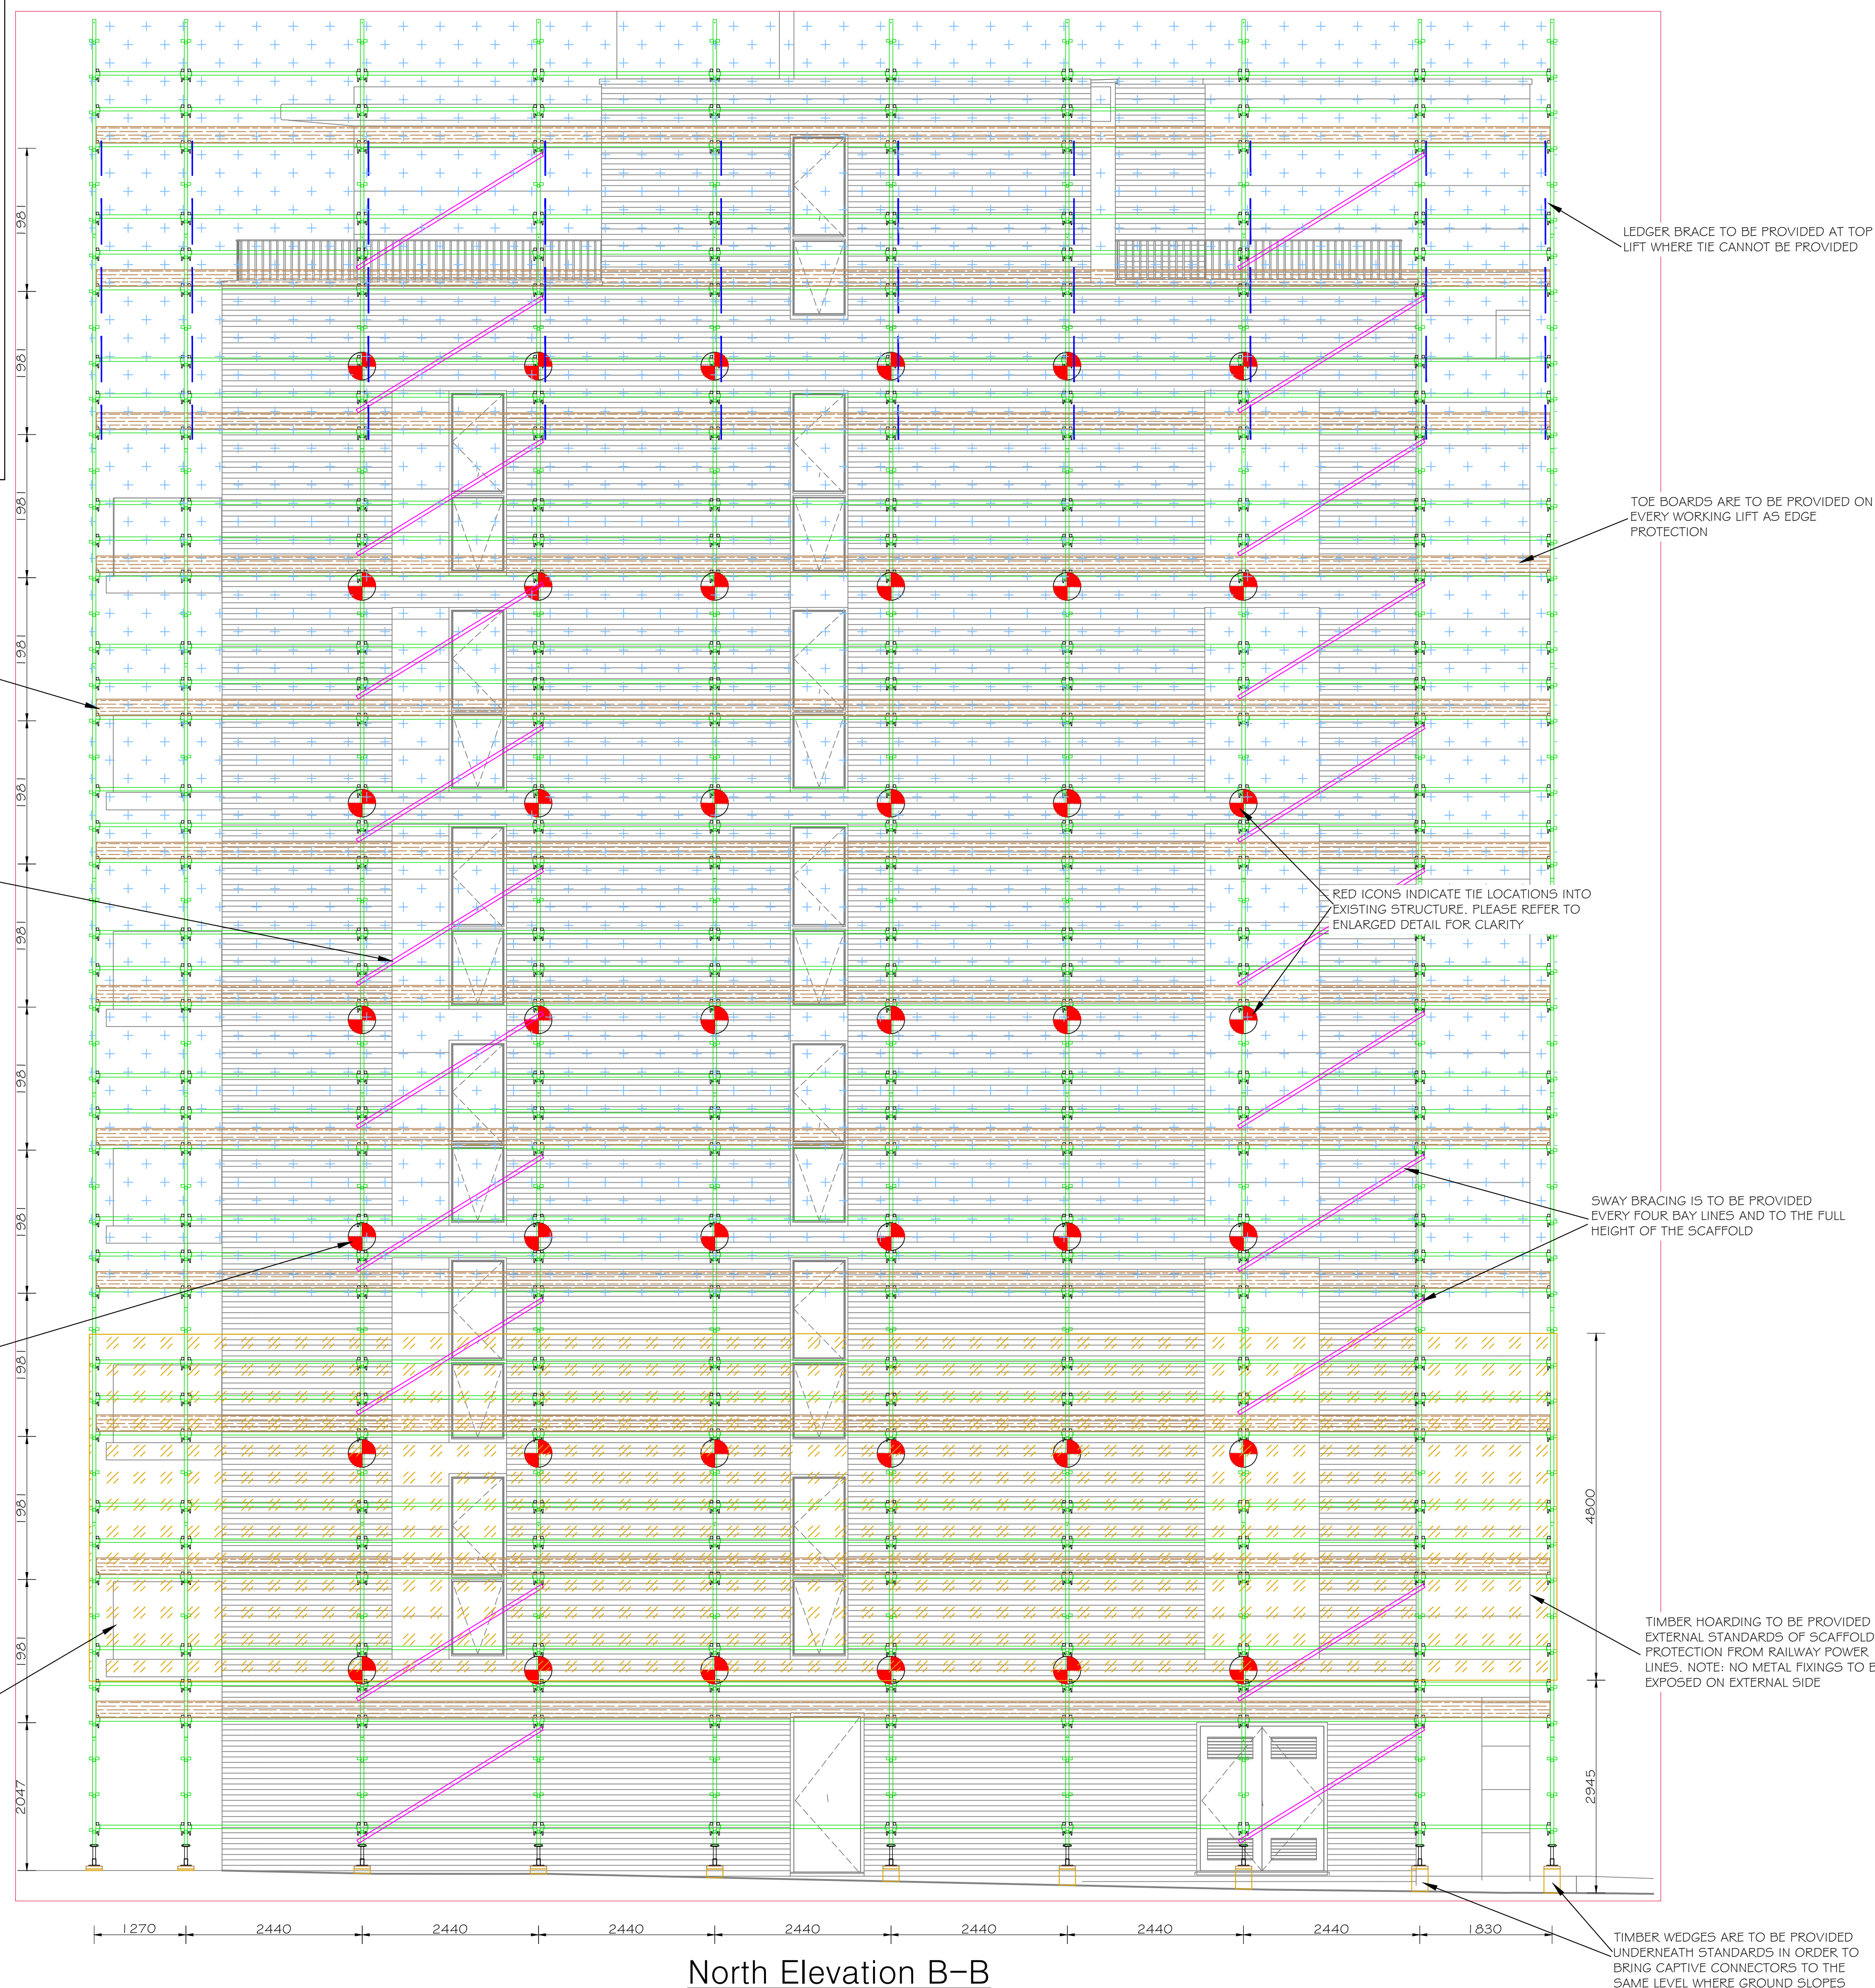 1981
LEDGER BRACE TO BE PROVIDED AT TOP
LIFT WHERE TIE CANNOT BE PROVIDED
1981
1981
TOE BOARDS ARE TO BE PROVIDED ON
EVERY WORKING LIFT AS EDGE
PROTECTION
1981
1981
1981
RED ICONS INDICATE TIE LOCATIONS INTO
EXISTING STRUCTURE. PLEASE REFER TO
ENLARGED DETAIL FOR CLARITY
1981
1981
SWAY BRACING IS TO BE PROVIDED
EVERY FOUR BAY LINES AND TO THE FULL
HEIGHT OF THE SCAFFOLD
1981
1981
4800
1981
TIMBER HOARDING TO BE PROVIDED
EXTERNAL STANDARDS OF SCAFFOLD
PROTECTION FROM RAILWAY POWER
LINES. NOTE: NO METAL FIXINGS TO
EXPOSED ON EXTERNAL SIDE
2047
2945
1270 2440 2440 2440 2440 2440 2440 2440 1830
TIMBER WEDGES ARE TO BE PROVIDED
UNDERNEATH STANDARDS IN ORDER TO
BRING CAPTIVE CONNECTORS TO THE
SAME LEVEL WHERE GROUND SLOPES
North Elevation B-B